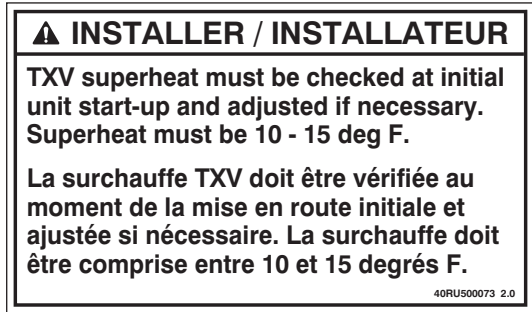 ⚠ INSTALLER / INSTALLATEUR
TXV superheat must be checked at initial
unit start-up and adjusted if necessary.
Superheat must be 10 - 15 deg F.
La surchauffe TXV doit être vérifiée au
moment de la mise en route initiale et
ajustée si nécessaire. La surchauffe doit
être comprise entre 10 et 15 degrés F.
40RU500073 2.0